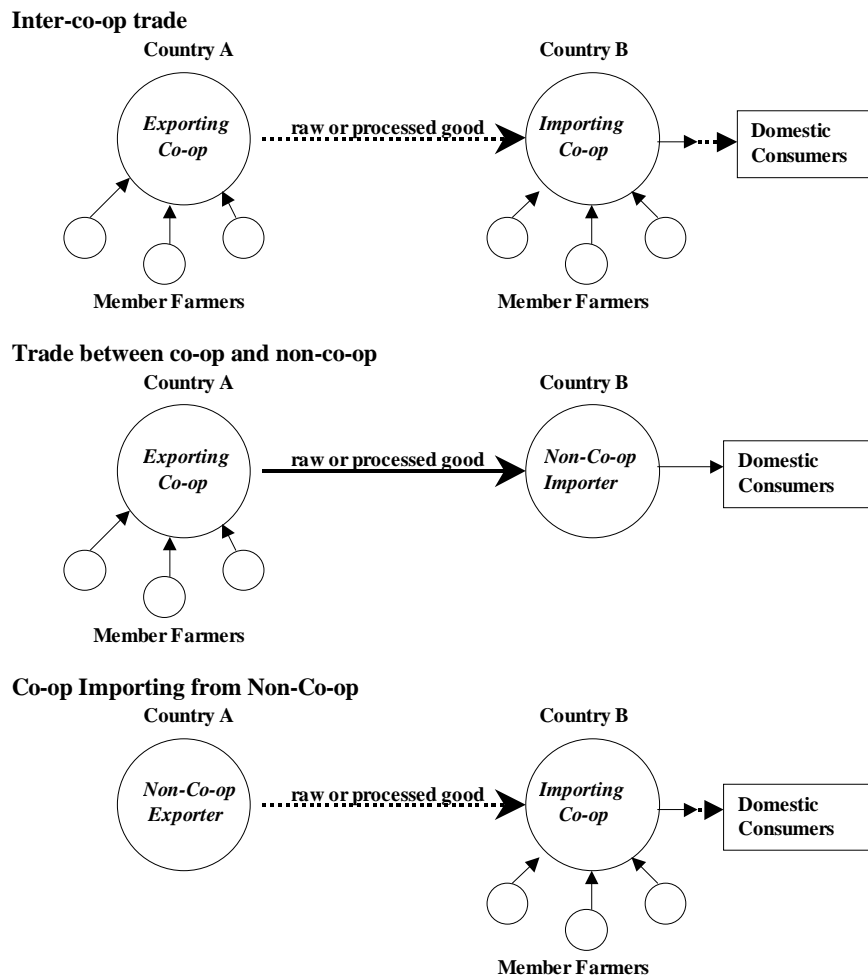 Inter-co-op trade
Country A
Country B
Exporting
Co-op
raw or processed good
Importing
Co-op
Domestic
Consumers
Member Farmers
Member Farmers
Trade between co-op and non-co-op
Country A
Country B
Exporting
Co-op
raw or processed good
Non-Co-op
Importer
Domestic
Consumers
Member Farmers
Co-op Importing from Non-Co-op
Country A
Country B
Non-Co-op
Exporter
raw or processed good
Importing
Co-op
Domestic
Consumers
Member Farmers